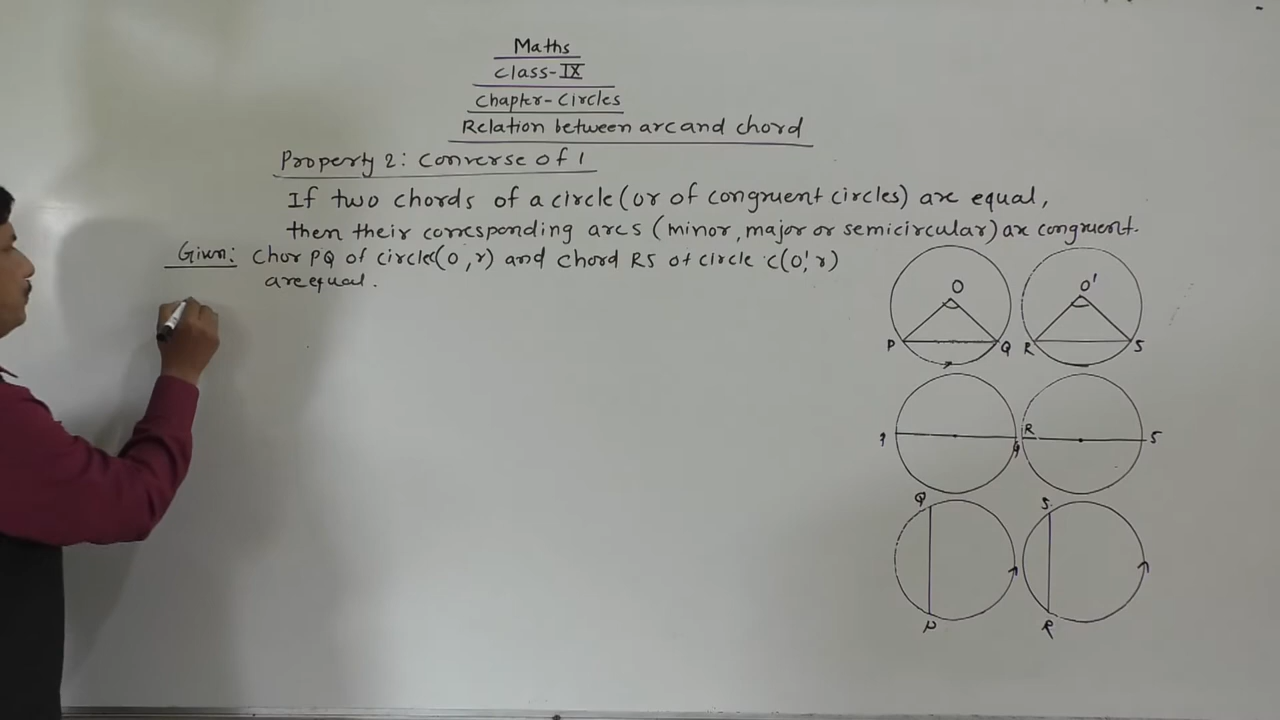 Maths
Class-IX
Chapter-Circles
Relation between arc and chord
Property 2: Converse of 1
If two chords of a circle (or of congruent circles) are equal,
then their corresponding arcs (minor, major or semicircular) are congruent.
Given: Chor PQ of circle(O, r) and chord RS of circle C(O', r)
are equal.
O O'
P Q R S
P Q R S
Q S
P R